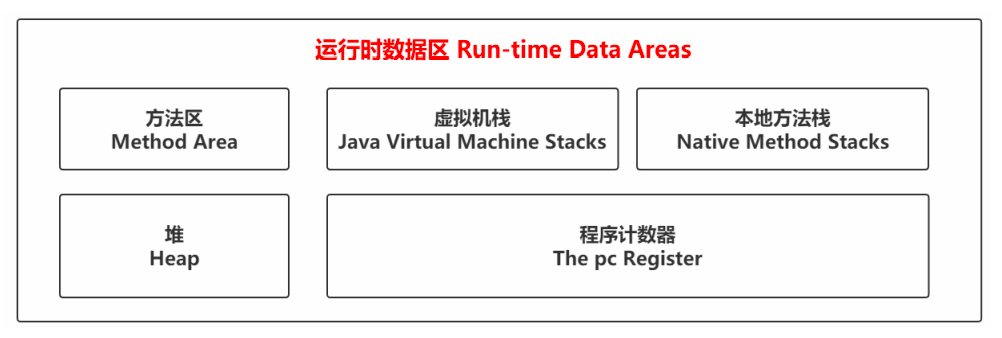 运行时数据区 Run-time Data Areas
方法区
Method Area
虚拟机栈
Java Virtual Machine Stacks
本地方法栈
Native Method Stacks
堆
Heap
程序计数器
The pc Register